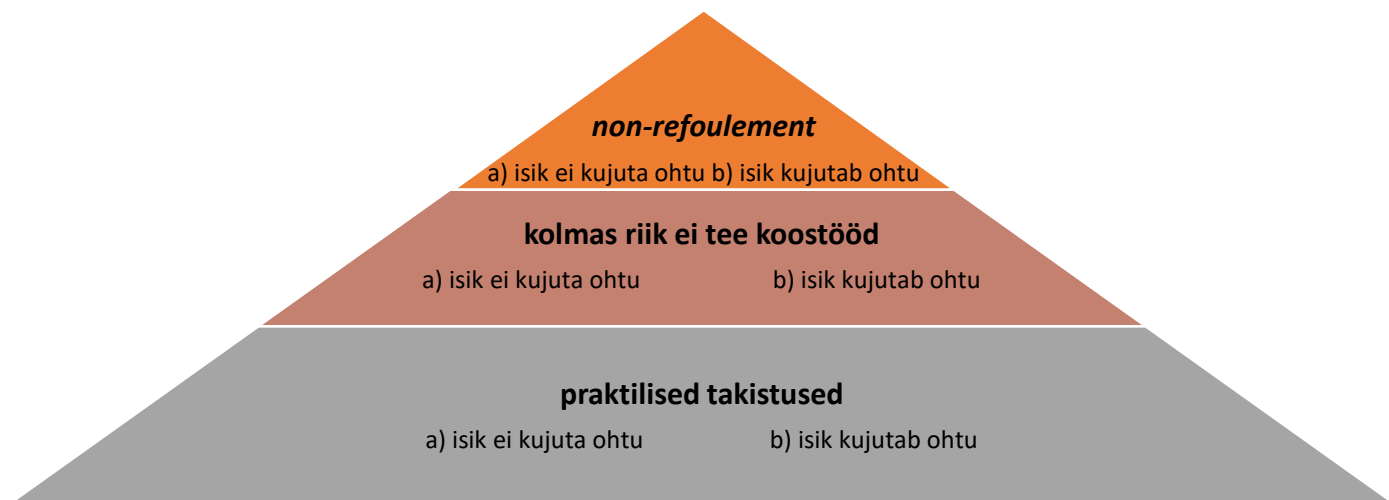 non-refoulement
a) isik ei kujuta ohtu b) isik kujutab ohtu
kolmas riik ei tee koostööd
a) isik ei kujuta ohtu b) isik kujutab ohtu
praktilised takistused
a) isik ei kujuta ohtu b) isik kujutab ohtu